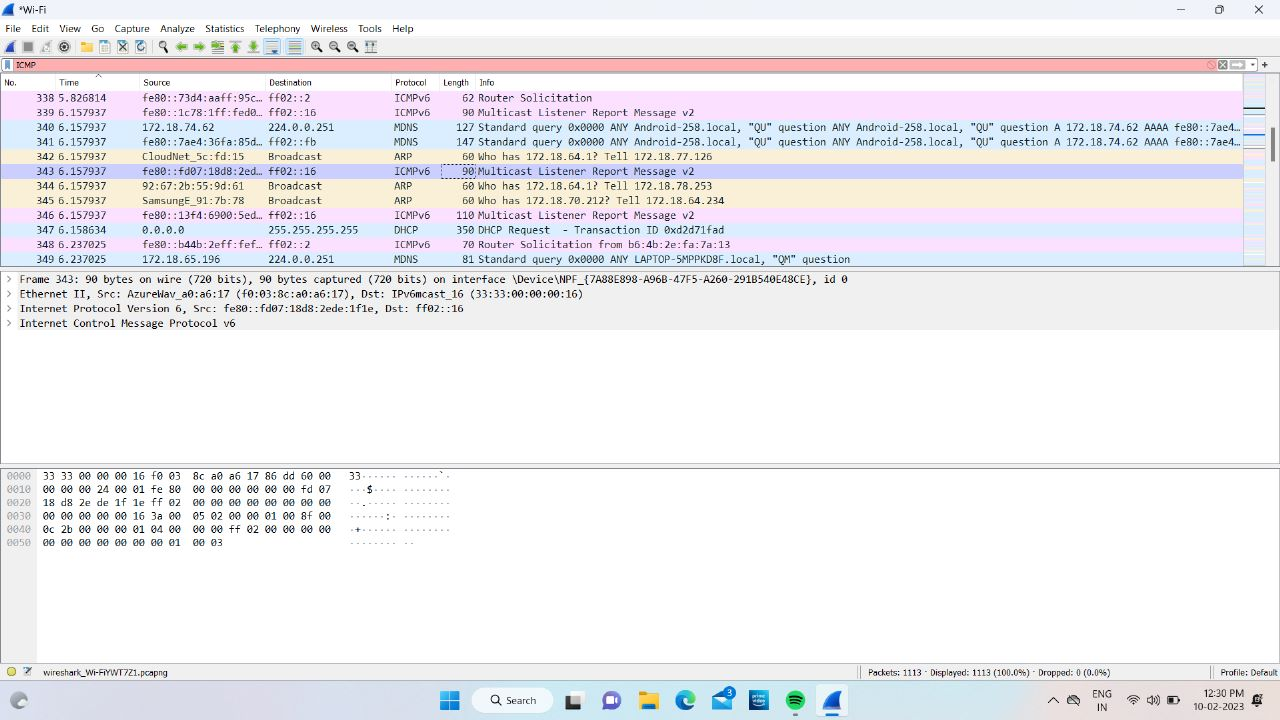 *Wi-Fi
File Edit View Go Capture Analyze Statistics Telephony Wireless Tools Help
ICMP
No. Time Source Destination Protocol Length Info
338 5.826814 fe80::73d4:aaff:95c… ff02::2 ICMPv6 62 Router Solicitation
339 6.157937 fe80::1c78:1ff:fed0… ff02::16 ICMPv6 90 Multicast Listener Report Message v2
340 6.157937 172.18.74.62 224.0.0.251 MDNS 127 Standard query 0x0000 ANY Android-258.local, "QU" question ANY Android-258.local, "QU" question A 172.18.74.62 AAAA fe80::7ae4…
341 6.157937 fe80::7ae4:36fa:85d… ff02::fb MDNS 147 Standard query 0x0000 ANY Android-258.local, "QU" question ANY Android-258.local, "QU" question A 172.18.74.62 AAAA fe80::7ae4…
342 6.157937 CloudNet_5c:fd:15 Broadcast ARP 60 Who has 172.18.64.1? Tell 172.18.77.126
343 6.157937 fe80::fd07:18d8:2ed… ff02::16 ICMPv6 90 Multicast Listener Report Message v2
344 6.157937 92:67:2b:55:9d:61 Broadcast ARP 60 Who has 172.18.64.1? Tell 172.18.78.253
345 6.157937 SamsungE_91:7b:78 Broadcast ARP 60 Who has 172.18.70.212? Tell 172.18.64.234
346 6.157937 fe80::13f4:6900:5ed… ff02::16 ICMPv6 110 Multicast Listener Report Message v2
347 6.158634 0.0.0.0 255.255.255.255 DHCP 350 DHCP Request - Transaction ID 0xd2d71fad
348 6.237025 fe80::b44b:2eff:fef… ff02::2 ICMPv6 70 Router Solicitation from b6:4b:2e:fa:7a:13
349 6.237025 172.18.65.196 224.0.0.251 MDNS 81 Standard query 0x0000 ANY LAPTOP-5MPPKD8F.local, "QM" question
Frame 343: 90 bytes on wire (720 bits), 90 bytes captured (720 bits) on interface \Device\NPF_{7A88E898-A96B-47F5-A260-291B540E48CE}, id 0
Ethernet II, Src: AzureWav_a0:a6:17 (f0:03:8c:a0:a6:17), Dst: IPv6mcast_16 (33:33:00:00:00:16)
Internet Protocol Version 6, Src: fe80::fd07:18d8:2ede:1f1e, Dst: ff02::16
Internet Control Message Protocol v6
0000 33 33 00 00 00 16 f0 03 8c a0 a6 17 86 dd 60 00 33······ ······`·
0010 00 00 00 24 00 01 fe 80 00 00 00 00 00 00 fd 07 ···$···· ········
0020 18 d8 2e de 1f 1e ff 02 00 00 00 00 00 00 00 00 ··.····· ········
0030 00 00 00 00 00 16 3a 00 05 02 00 00 01 00 8f 00 ······:· ········
0040 0c 2b 00 00 00 01 04 00 00 00 ff 02 00 00 00 00 ·+······ ········
0050 00 00 00 00 00 00 00 01 00 03 ········ ··
wireshark_Wi-FiYWT7Z1.pcapng Packets: 1113 · Displayed: 1113 (100.0%) · Dropped: 0 (0.0%) Profile: Default
Search prime video 3 ENG IN 12:30 PM 10-02-2023